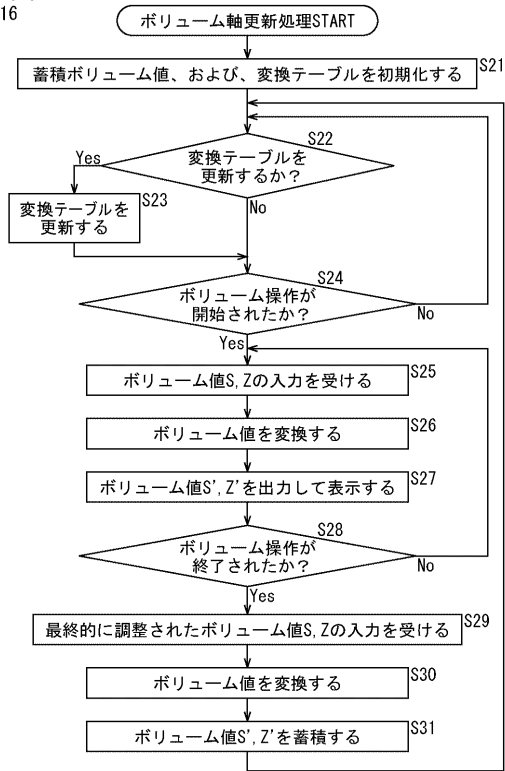 16
ボリューム軸更新処理START
蓄積ボリューム値、および、変換テーブルを初期化する
S21
S22
変換テーブルを
更新するか？
Yes
No
変換テーブルを
更新する
S23
S24
ボリューム操作が
開始されたか？
No
Yes
ボリューム値S, Zの入力を受ける
S25
ボリューム値を変換する
S26
ボリューム値S', Z'を出力して表示する
S27
S28
ボリューム操作が
終了されたか？
No
Yes
最終的に調整されたボリューム値S, Zの入力を受ける
S29
ボリューム値を変換する
S30
ボリューム値S', Z'を蓄積する
S31